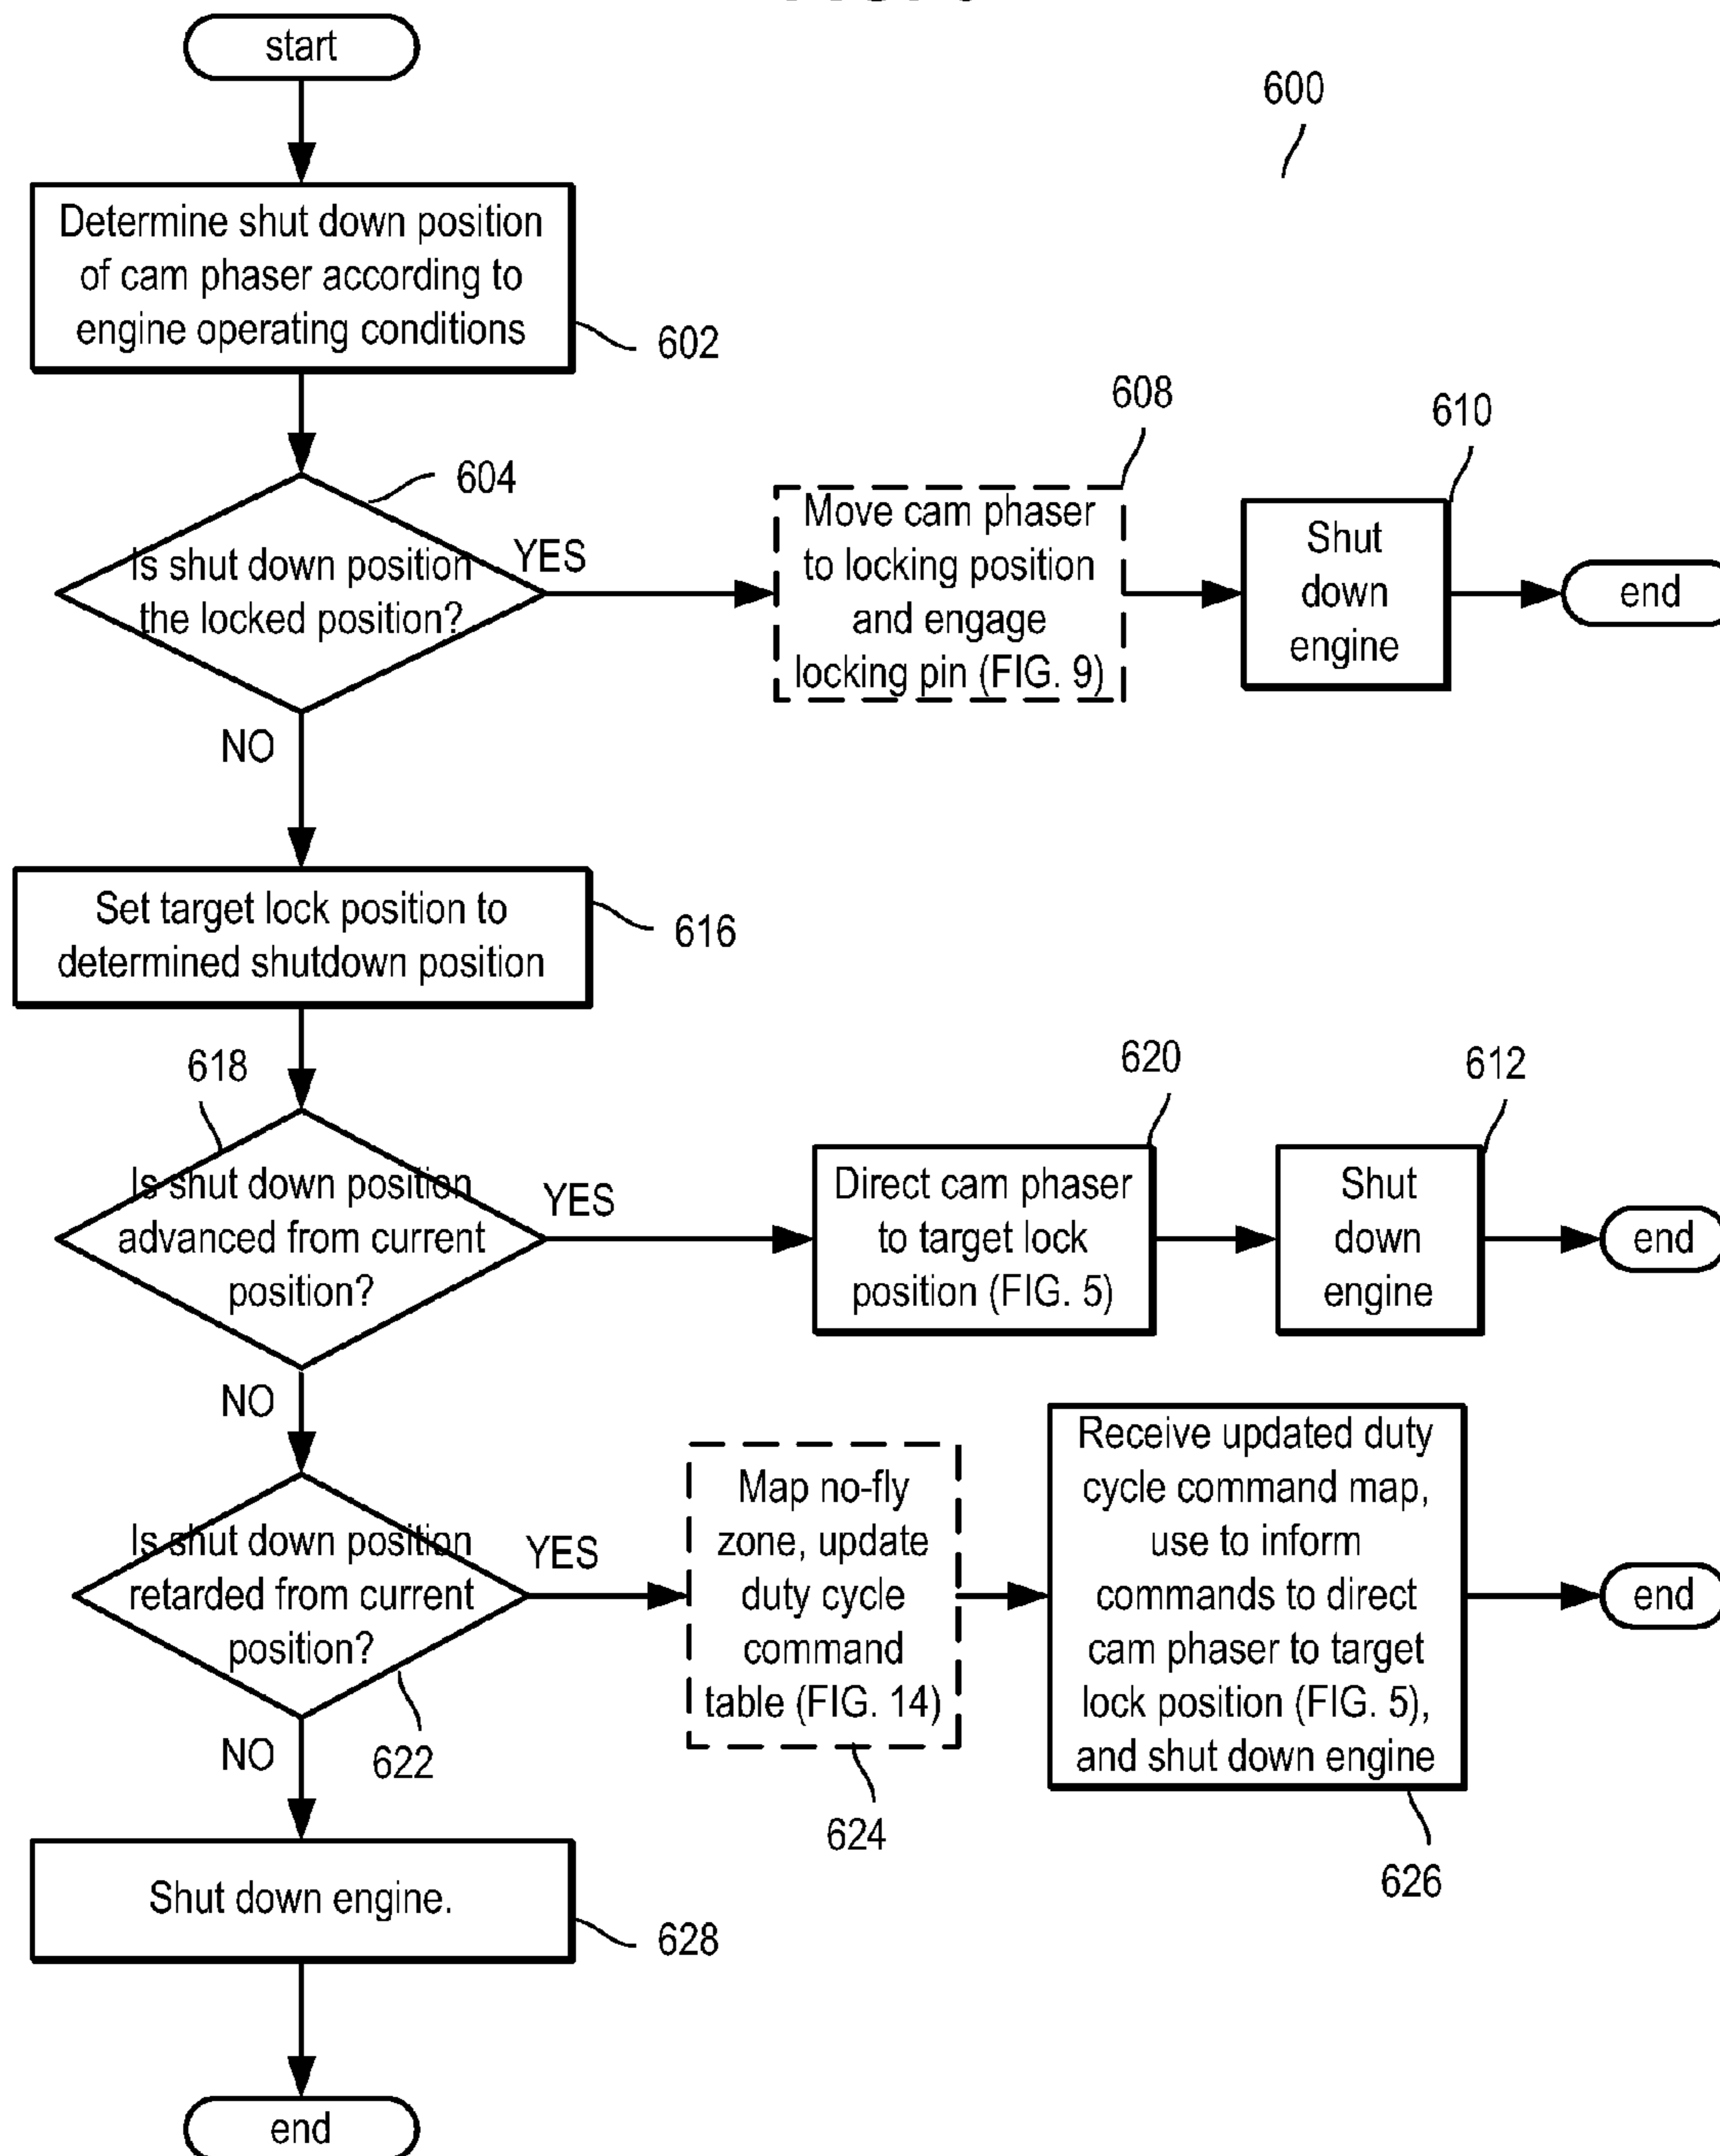 start
600
Determine shut down position
of cam phaser according to
engine operating conditions
602
604
Is shut down position
the locked position?
YES
608
Move cam phaser
to locking position
and engage
locking pin (FIG. 9)
610
Shut
down
engine
end
NO
Set target lock position to
determined shutdown position
616
618
Is shut down position
advanced from current
position?
YES
620
Direct cam phaser
to target lock
position (FIG. 5)
612
Shut
down
engine
end
NO
Is shut down position
retarded from current
position?
622
YES
Map no-fly
zone, update
duty cycle
command
table (FIG. 14)
624
Receive updated duty
cycle command map,
use to inform
commands to direct
cam phaser to target
lock position (FIG. 5),
and shut down engine
626
end
NO
Shut down engine.
628
end